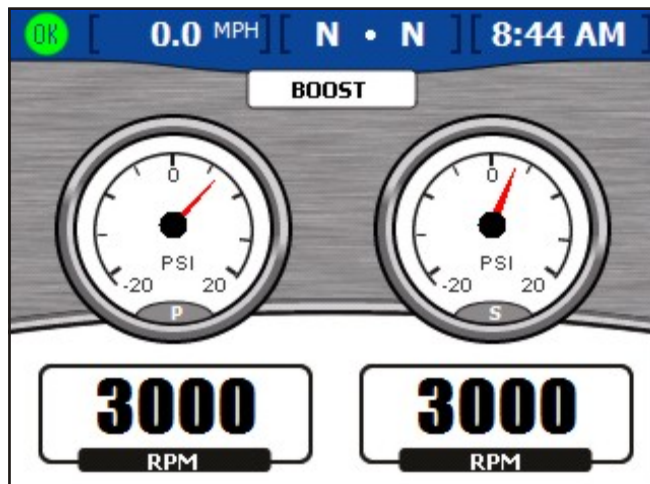 OK [ 0.0 MPH ] [ N • N ] [ 8:44 AM ]
BOOST
0 0
PSI PSI
-20 20 -20 20
P S
3000 3000
RPM RPM